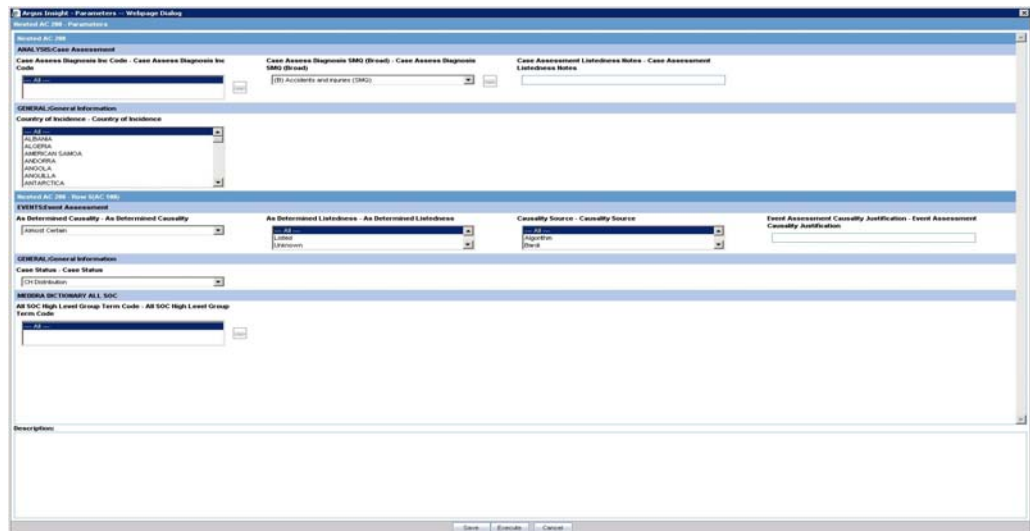 Argus Insight - Parameters -- Webpage Dialog
Nested AC 200 - Parameters
Nested AC 200
ANALYSIS:Case Assessment
Case Assess Diagnosis Inc Code - Case Assess Diagnosis Inc Code
--- All ---
Case Assess Diagnosis SMQ (Broad) - Case Assess Diagnosis SMQ (Broad)
(B) Accidents and injuries (SMQ)
Case Assessment Listedness Notes - Case Assessment Listedness Notes
GENERAL:General Information
Country of Incidence - Country of Incidence
--- All ---
ALBANIA
ALGERIA
AMERICAN SAMOA
ANDORRA
ANGOLA
ANGUILLA
ANTARCTICA
EVENTS:Event Assessment
As Determined Causality - As Determined Causality
Almost Certain
As Determined Listedness - As Determined Listedness
--- All ---
Listed
Unknown
Causality Source - Causality Source
--- All ---
Algorithm
Event Assessment Causality Justification - Event Assessment Causality Justification
GENERAL:General Information
Case Status - Case Status
CH Distribution
MEDDRA DICTIONARY ALL SOC
All SOC High Level Group Term Code - All SOC High Level Group Term Code
--- All ---
Description:
Save
Execute
Cancel